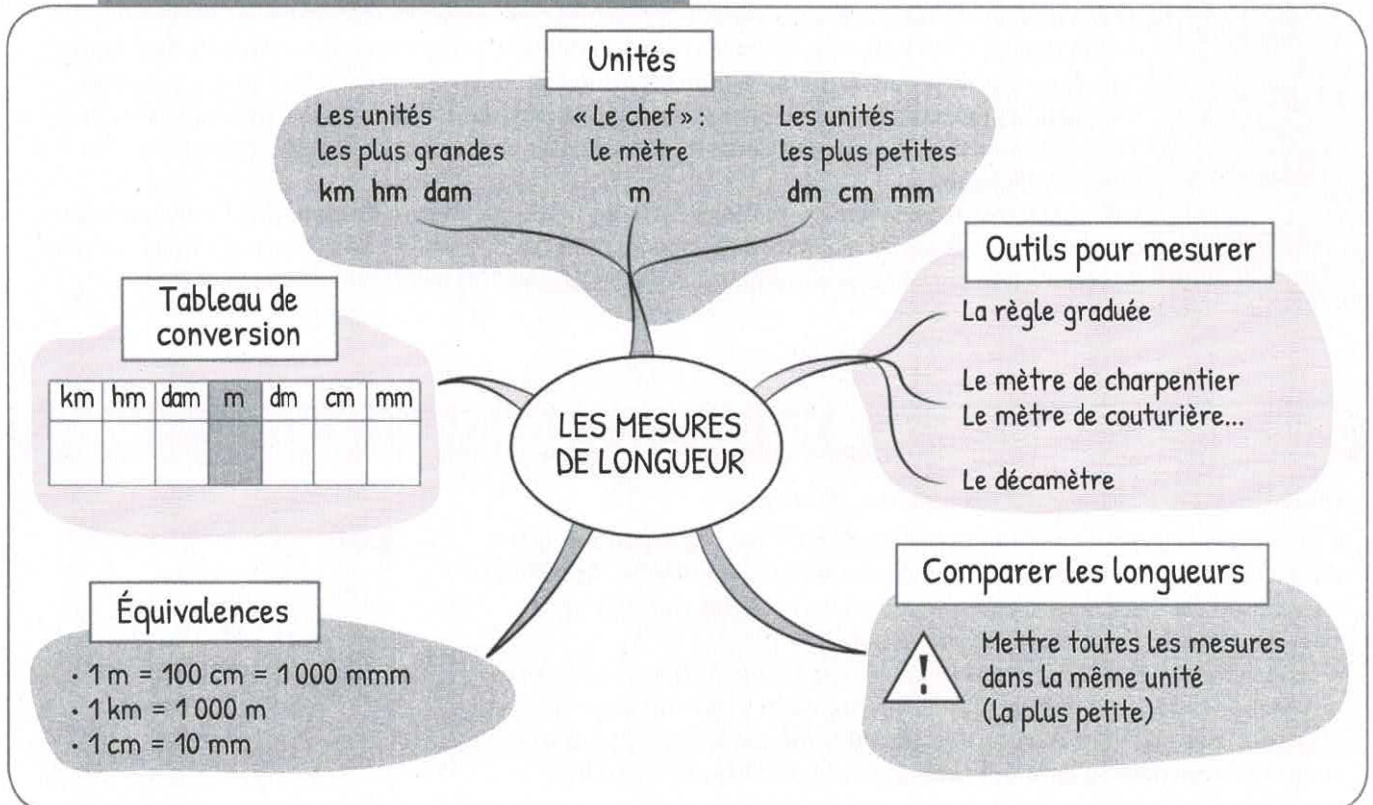 Unités
Les unités
les plus grandes
km hm dam
« Le chef » :
le mètre
m
Les unités
les plus petites
dm cm mm
Outils pour mesurer
La règle graduée
Le mètre de charpentier
Le mètre de couturière...
Le décamètre
Tableau de
conversion
km hm dam m dm cm mm
LES MESURES
DE LONGUEUR
Équivalences
• 1 m = 100 cm = 1 000 mmm
• 1 km = 1 000 m
• 1 cm = 10 mm
Comparer les longueurs
!
Mettre toutes les mesures
dans la même unité
(la plus petite)